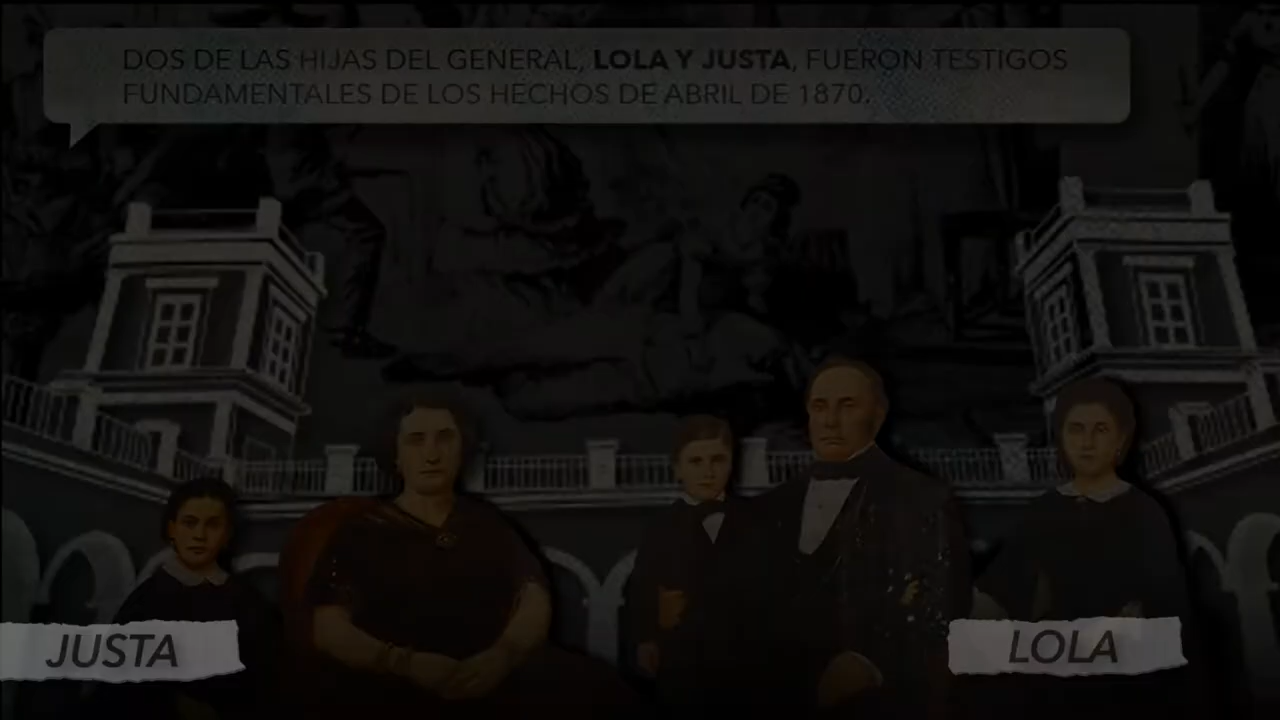 DOS DE LAS HIJAS DEL GENERAL, LOLA Y JUSTA, FUERON TESTIGOS
FUNDAMENTALES DE LOS HECHOS DE ABRIL DE 1870.
JUSTA
LOLA